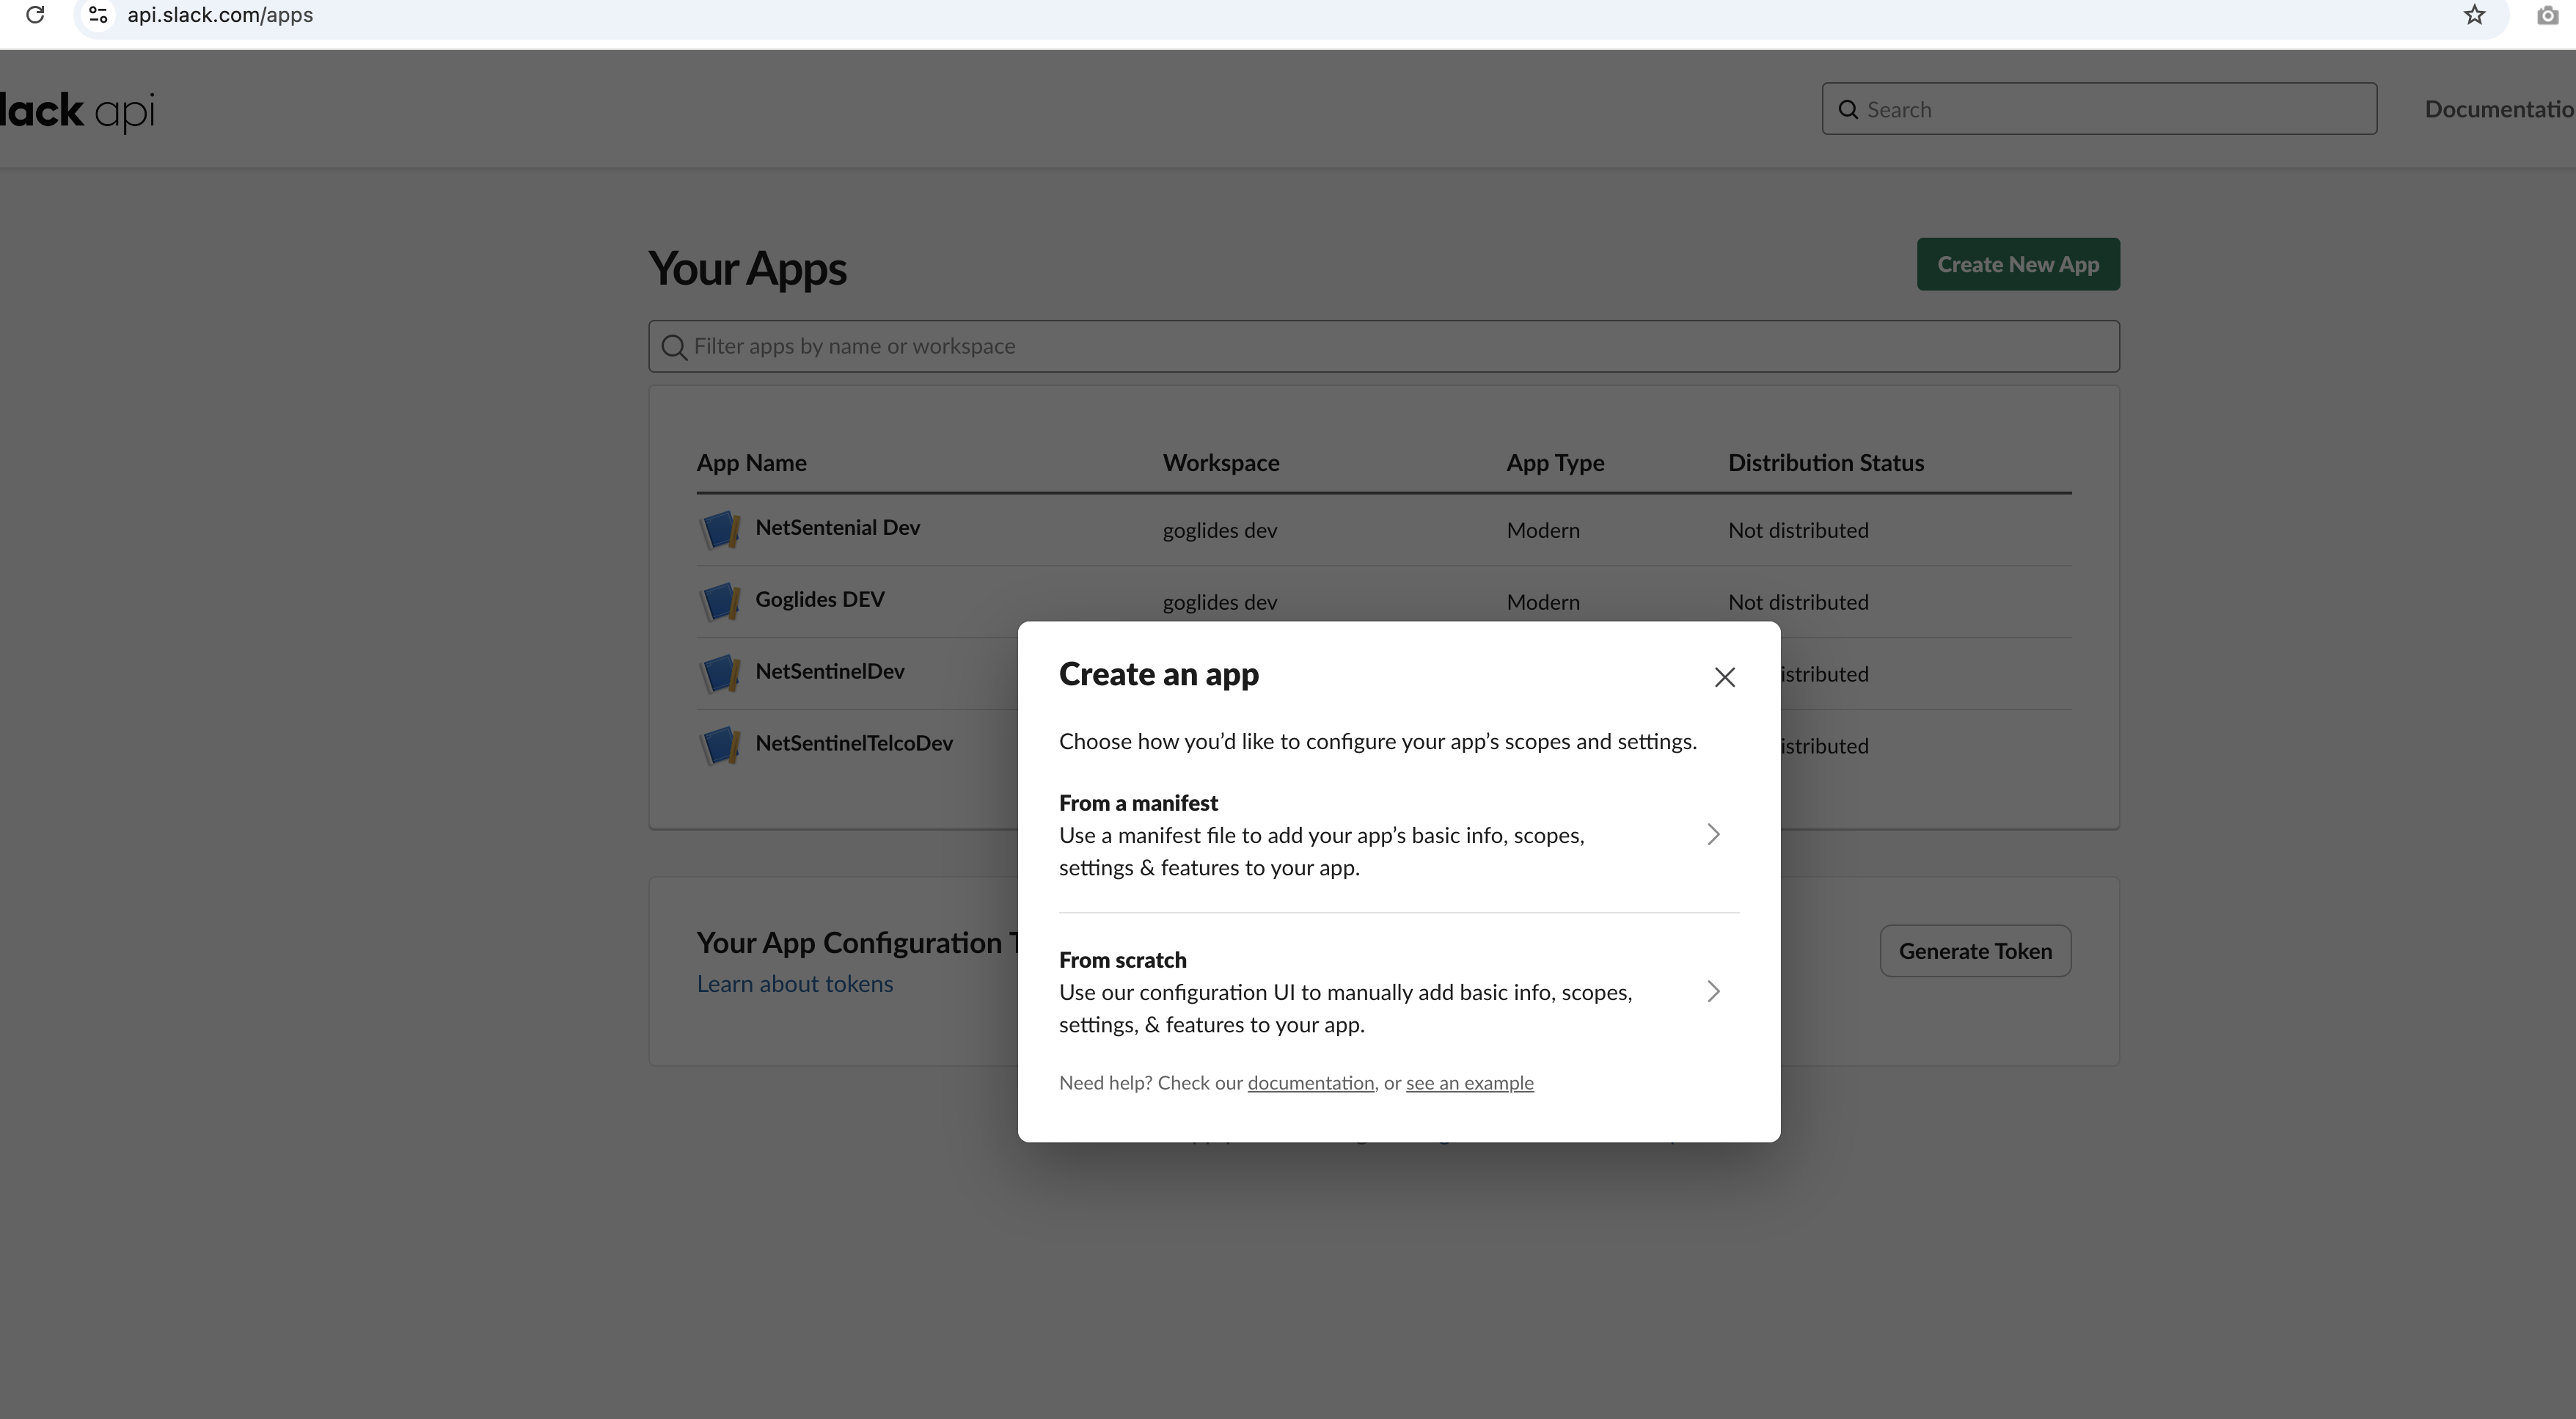 api.slack.com/apps
lack api
Search
Documentatio
Your Apps
Create New App
Filter apps by name or workspace
App Name Workspace App Type Distribution Status
NetSentenial Dev goglides dev Modern Not distributed
Goglides DEV goglides dev Modern Not distributed
NetSentinelDev istributed
NetSentinelTelcoDev istributed
Create an app
Choose how you’d like to configure your app’s scopes and settings.
From a manifest
Use a manifest file to add your app’s basic info, scopes,
settings & features to your app.
From scratch
Use our configuration UI to manually add basic info, scopes,
settings, & features to your app.
Need help? Check our documentation, or see an example
Your App Configuration T
Learn about tokens
Generate Token